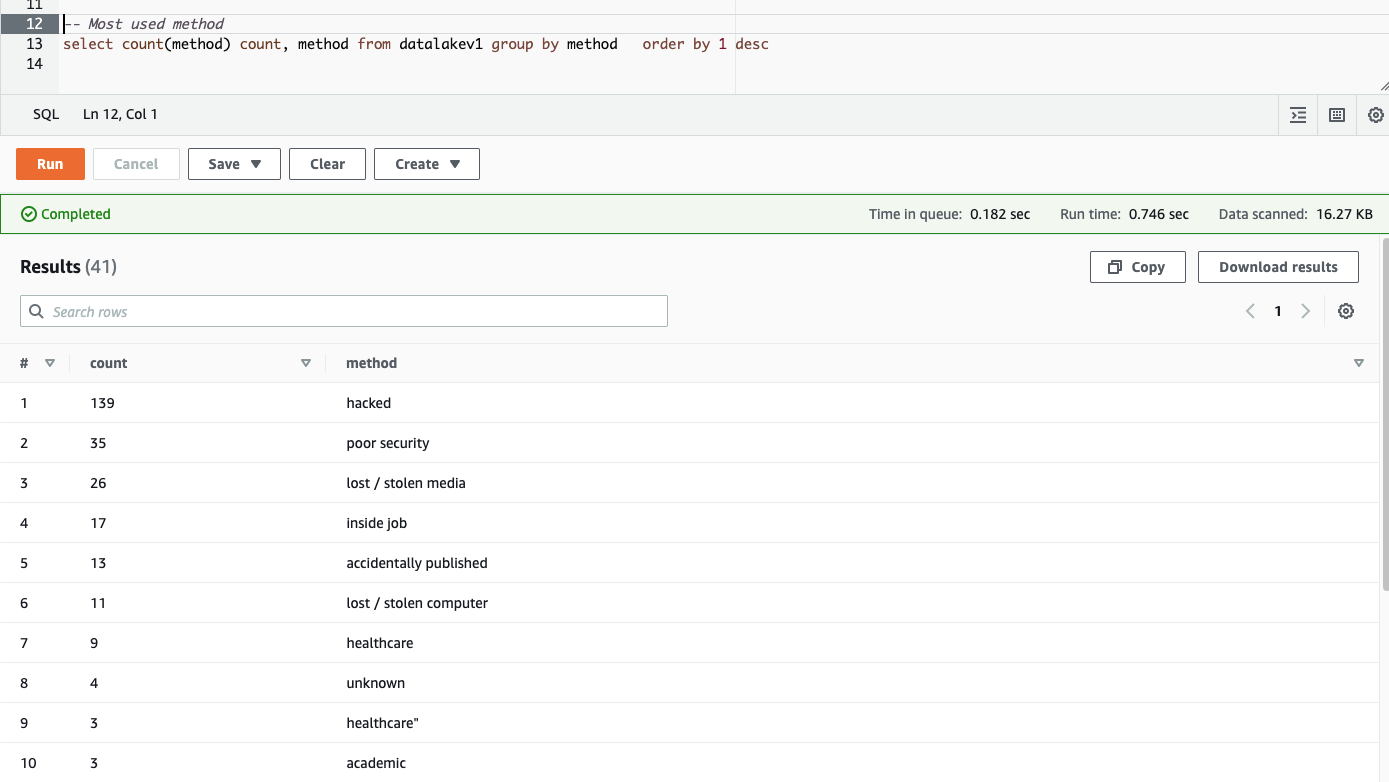 11
12 -- Most used method
13 select count(method) count, method from datalakev1 group by method   order by 1 desc
14
SQL Ln 12, Col 1
Run Cancel Save Clear Create
Completed Time in queue: 0.182 sec Run time: 0.746 sec Data scanned: 16.27 KB
Results (41) Copy Download results
Search rows 1
# count method
1 139 hacked
2 35 poor security
3 26 lost / stolen media
4 17 inside job
5 13 accidentally published
6 11 lost / stolen computer
7 9 healthcare
8 4 unknown
9 3 healthcare"
10 3 academic